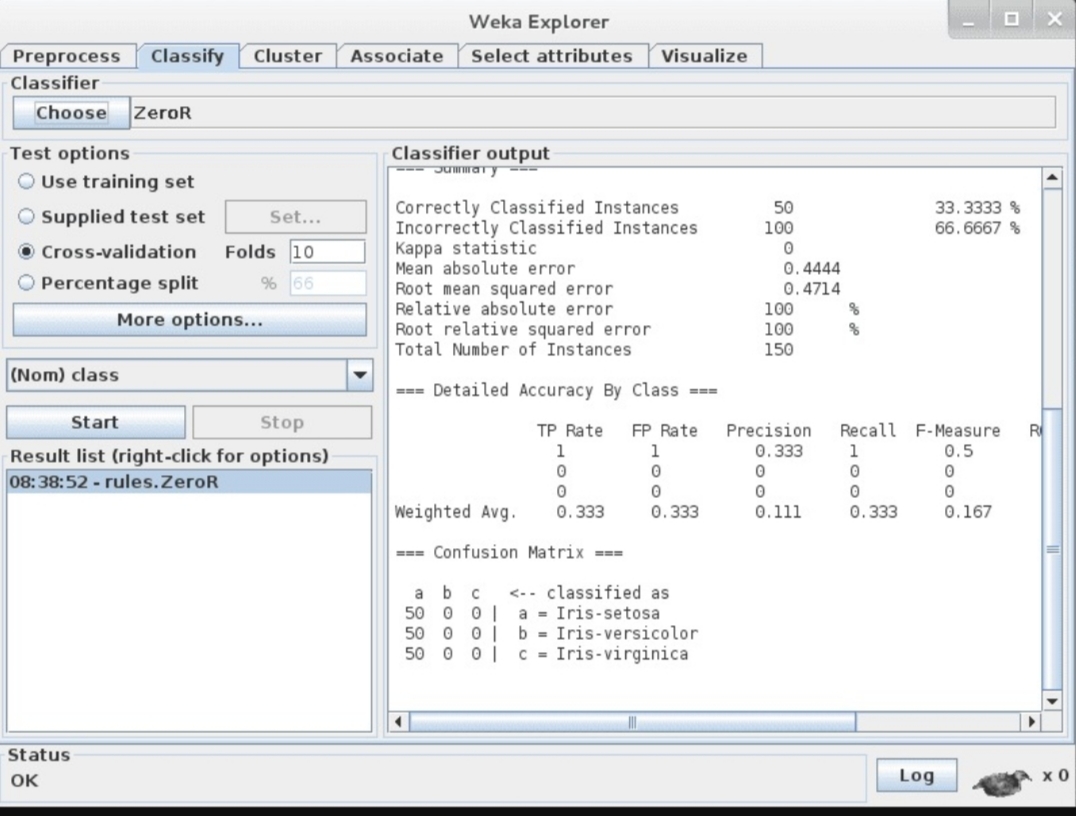 Weka Explorer
Preprocess Classify Cluster Associate Select attributes Visualize
Classifier
Choose ZeroR
Test options
Use training set
Supplied test set Set...
Cross-validation Folds 10
Percentage split % 66
More options...
(Nom) class
Start Stop
Result list (right-click for options)
08:38:52 - rules.ZeroR
Classifier output
=== Summary ===
Correctly Classified Instances 50 33.3333 %
Incorrectly Classified Instances 100 66.6667 %
Kappa statistic 0
Mean absolute error 0.4444
Root mean squared error 0.4714
Relative absolute error 100 %
Root relative squared error 100 %
Total Number of Instances 150
=== Detailed Accuracy By Class ===
TP Rate FP Rate Precision Recall F-Measure
1 1 0.333 1 0.5
0 0 0 0 0
0 0 0 0 0
Weighted Avg. 0.333 0.333 0.111 0.333 0.167
=== Confusion Matrix ===
a b c <-- classified as
50 0 0 | a = Iris-setosa
50 0 0 | b = Iris-versicolor
50 0 0 | c = Iris-virginica
Status
OK
Log x 0